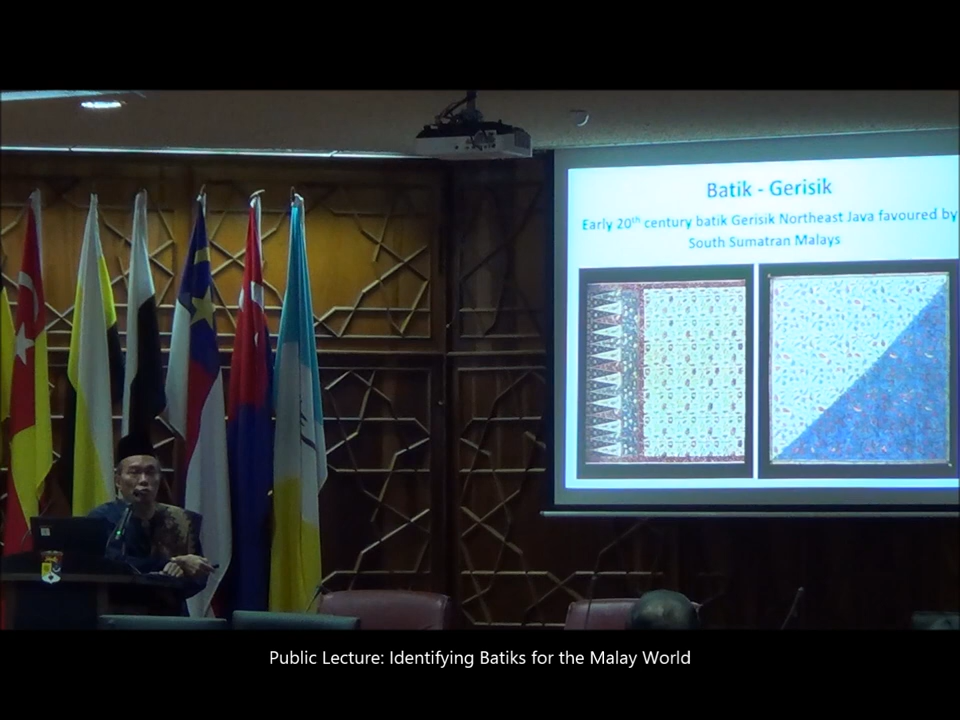 Batik - Gerisik
Early 20th century batik Gerisik Northeast Java favoured by
South Sumatran Malays
Public Lecture: Identifying Batiks for the Malay World